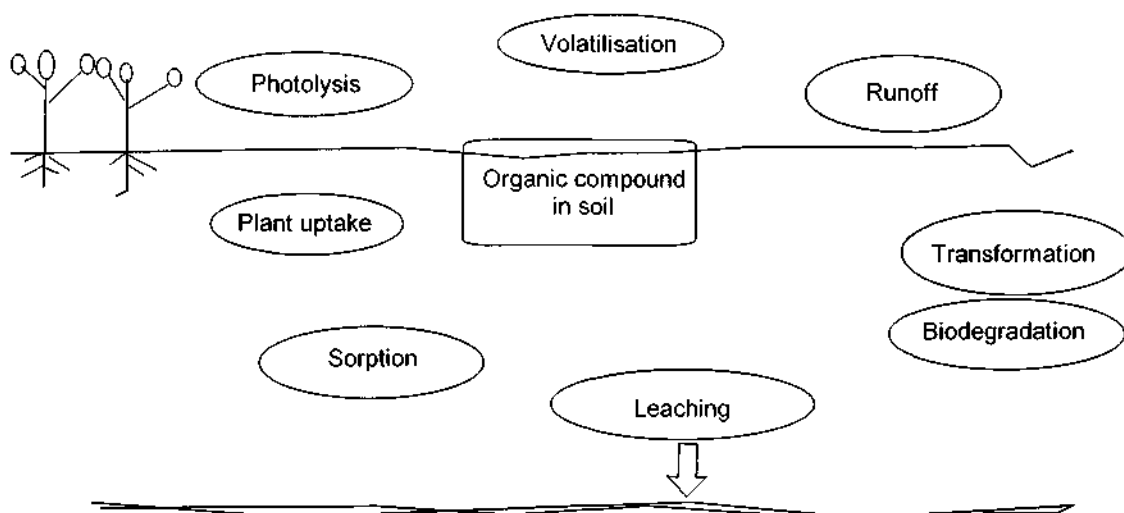 Volatilisation
Photolysis
Runoff
Organic compound
in soil
Plant uptake
Transformation
Biodegradation
Sorption
Leaching